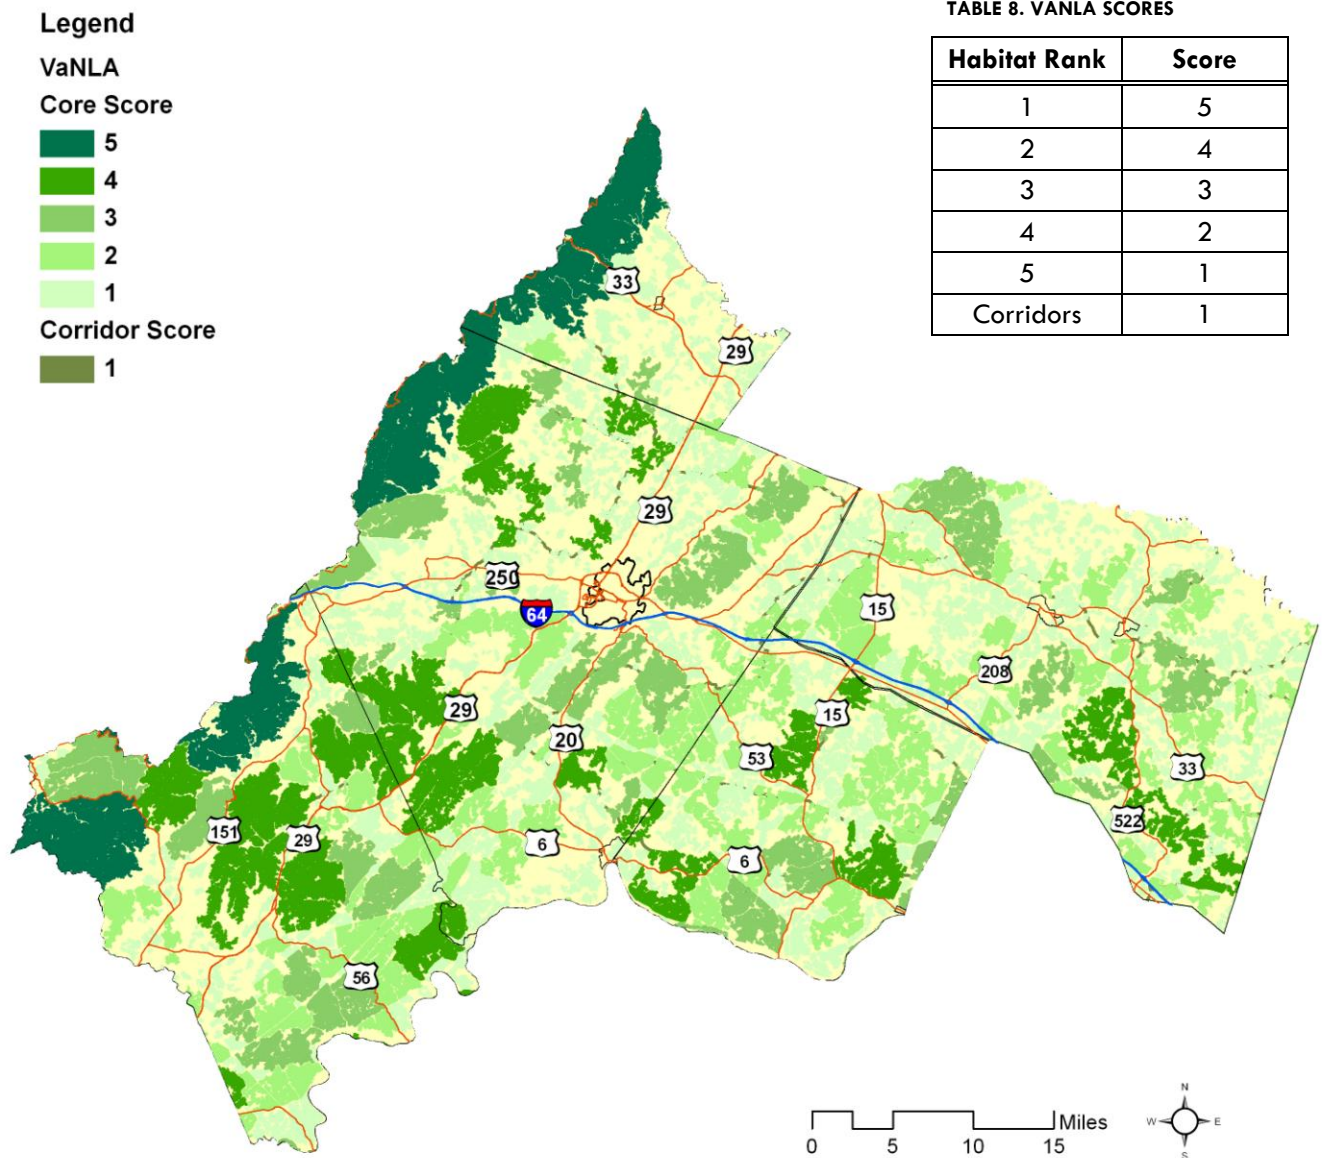 Legend
VaNLA
Core Score
5
4
3
2
1
Corridor Score
1
TABLE 8. VANLA SCORES
Habitat Rank Score
1 5
2 4
3 3
4 2
5 1
Corridors 1
33
29
29
250
64
15
208
29
20
15
53
33
151
29
522
6
6
56
N
W E
S
Miles
0 5 10 15